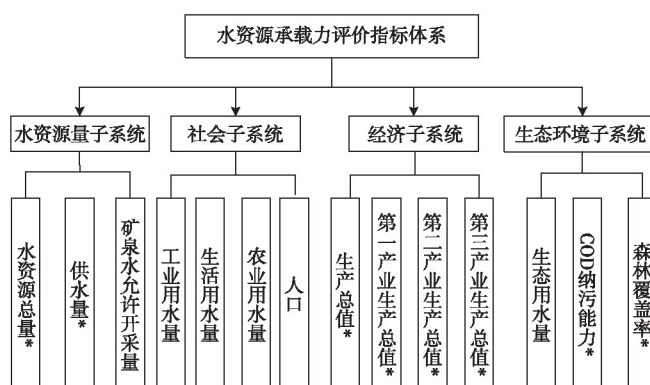 水资源承载力评价指标体系
水资源量子系统
社会子系统
经济子系统
生态环境子系统
水资源总量*
供水量*
矿泉水允许开采量
工业用水量
生活用水量
农业用水量
人口
生产总值*
第一产业生产总值*
第二产业生产总值*
第三产业生产总值*
生态用水量
COD纳污能力*
森林覆盖率*